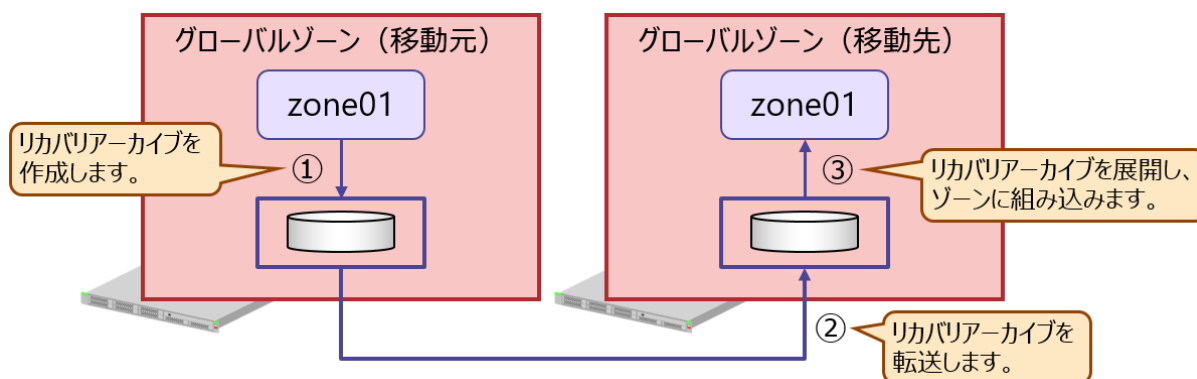 グローバルゾーン（移動元）
zone01
リカバリアーカイブを
作成します。
①
グローバルゾーン（移動先）
zone01
③
リカバリアーカイブを展開し、
ゾーンに組み込みます。
②
リカバリアーカイブを
転送します。